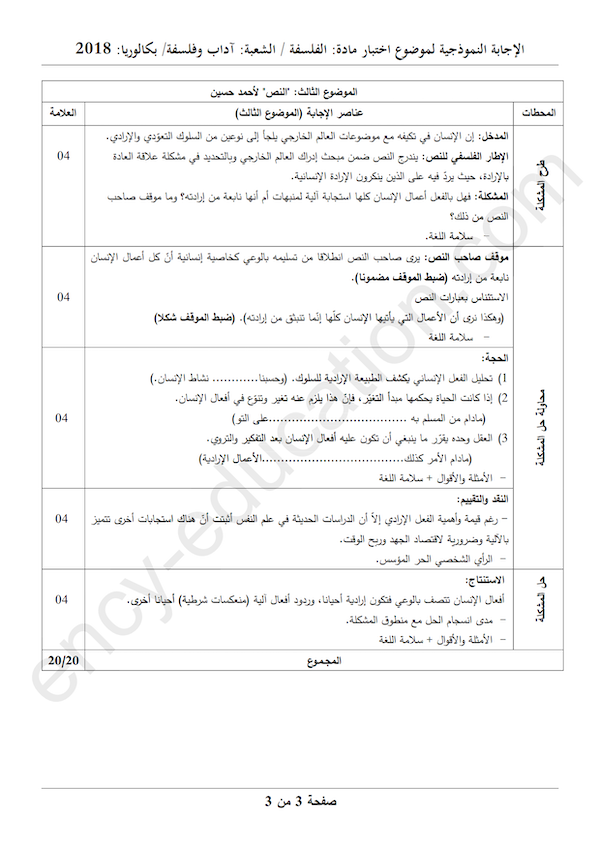 الإجابة النموذجية لموضوع اختبار مادة: الفلسفة / الشعبة: آداب وفلسفة/ بكالوريا: 2018
الموضوع الثالث: "النص" لأحمد حسين
المحطات
عناصر الإجابة (الموضوع الثالث)
العلامة
طرح المشكلة
المدخل: إن الإنسان في تكيفه مع موضوعات العالم الخارجي يلجأ إلى نوعين من السلوك التعوّدي والإرادي.
الإطار الفلسفي للنص: يندرج النص ضمن مبحث إدراك العالم الخارجي وبالتحديد في مشكلة علاقة العادة
بالإرادة، حيث يردّ فيه على الذين ينكرون الإرادة الإنسانية.
المشكلة: فهل بالفعل أعمال الإنسان كلها استجابة آلية لمنبهات أم أنها نابعة من إرادته؟ وما موقف صاحب
النص من ذلك؟
- سلامة اللغة.
04
محاولة حل المشكلة
موقف صاحب النص: يرى صاحب النص انطلاقا من تسليمه بالوعي كخاصية إنسانية أنّ كل أعمال الإنسان
نابعة من إرادته (ضبط الموقف مضمونا).
الاستئناس بعبارات النص
(وهكذا نرى أن الأعمال التي يأتيها الإنسان كلّها إنّما تنبثق من إرادته). (ضبط الموقف شكلا)
- سلامة اللغة
04
الحجة:
1) تحليل الفعل الإنساني يكشف الطبيعة الإرادية للسلوك. (وحسبنا............ نشاط الإنسان.)
2) إذا كانت الحياة يحكمها مبدأ التغيّر، فإنّ هذا يلزم عنه تغير وتنوّع في أفعال الإنسان.
(مادام من المسلم به ................................على التو)
3) العقل وحده يقرّر ما ينبغي أن تكون عليه أفعال الإنسان بعد التفكير والتروي.
(مادام الأمر كذلك..................................الأعمال الإرادية)
- الأمثلة والأقوال + سلامة اللغة
04
النقد والتقييم:
- رغم قيمة وأهمية الفعل الإرادي إلاّ أن الدراسات الحديثة في علم النفس أثبتت أنّ هناك استجابات أخرى تتميز
بالآلية وضرورية لاقتصاد الجهد وربح الوقت.
- الرأي الشخصي الحر المؤسس.
04
حل المشكلة
الاستنتاج:
أفعال الإنسان تتصف بالوعي فتكون إرادية أحيانا، وردود أفعال آلية (منعكسات شرطية) أحيانا أخرى.
- مدى انسجام الحل مع منطوق المشكلة.
- الأمثلة والأقوال + سلامة اللغة
04
المجموع
20/20
صفحة 3 من 3
ency-education.com